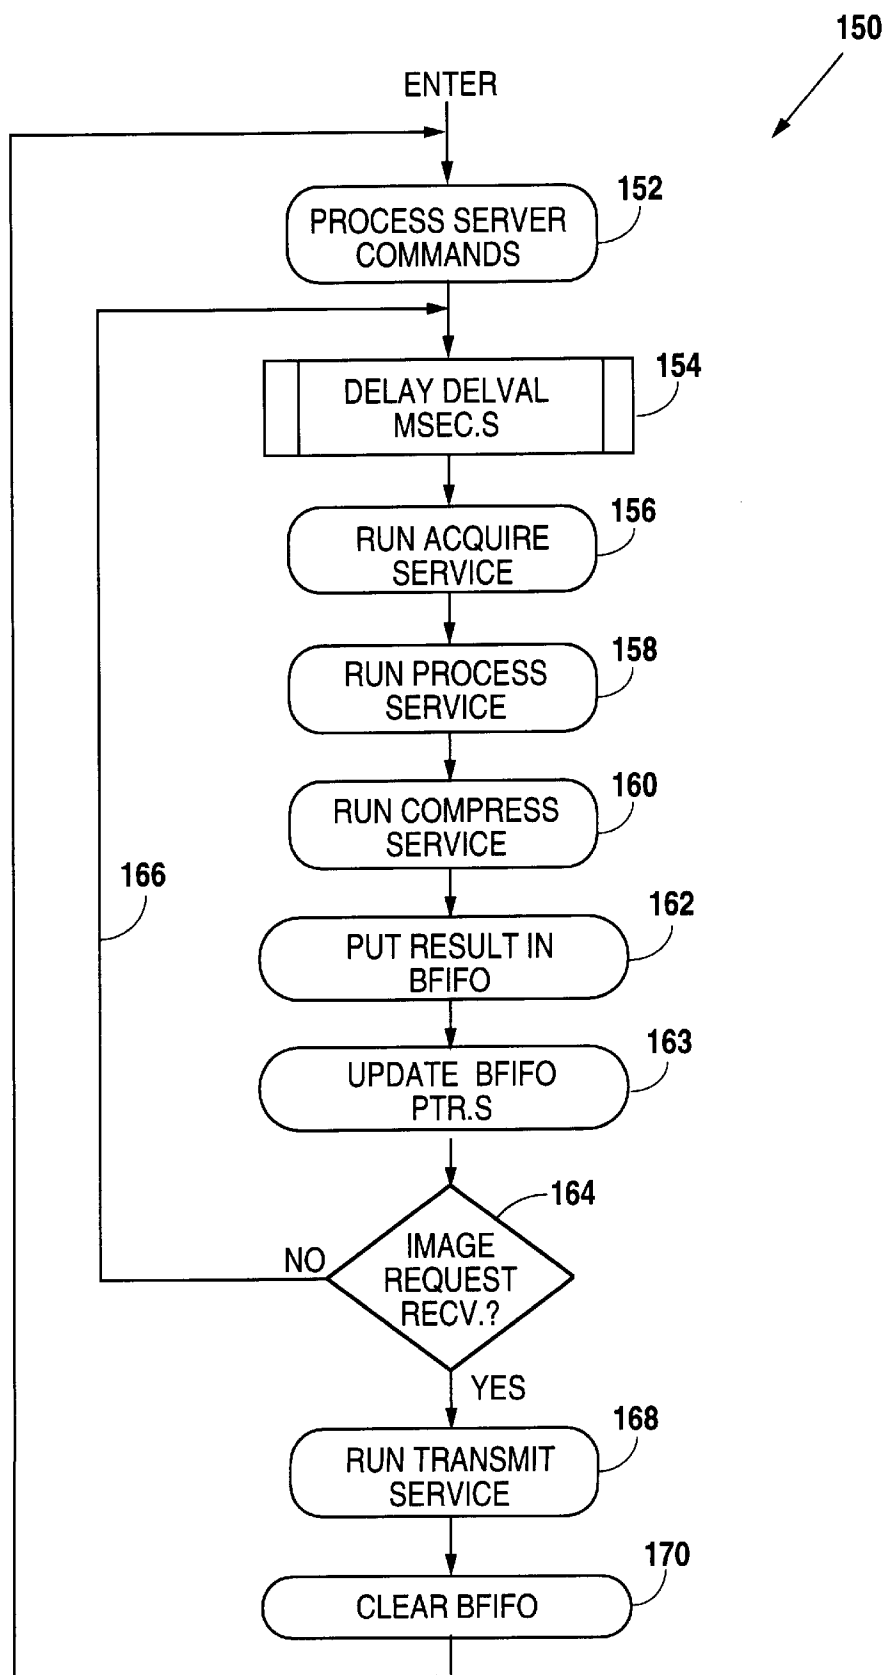 150
ENTER
PROCESS SERVER
COMMANDS
152
DELAY DELVAL
MSEC.S
154
RUN ACQUIRE
SERVICE
156
RUN PROCESS
SERVICE
158
RUN COMPRESS
SERVICE
160
166
PUT RESULT IN
BFIFO
162
UPDATE BFIFO
PTR.S
163
164
NO
IMAGE
REQUEST
RECV.?
YES
RUN TRANSMIT
SERVICE
168
CLEAR BFIFO
170